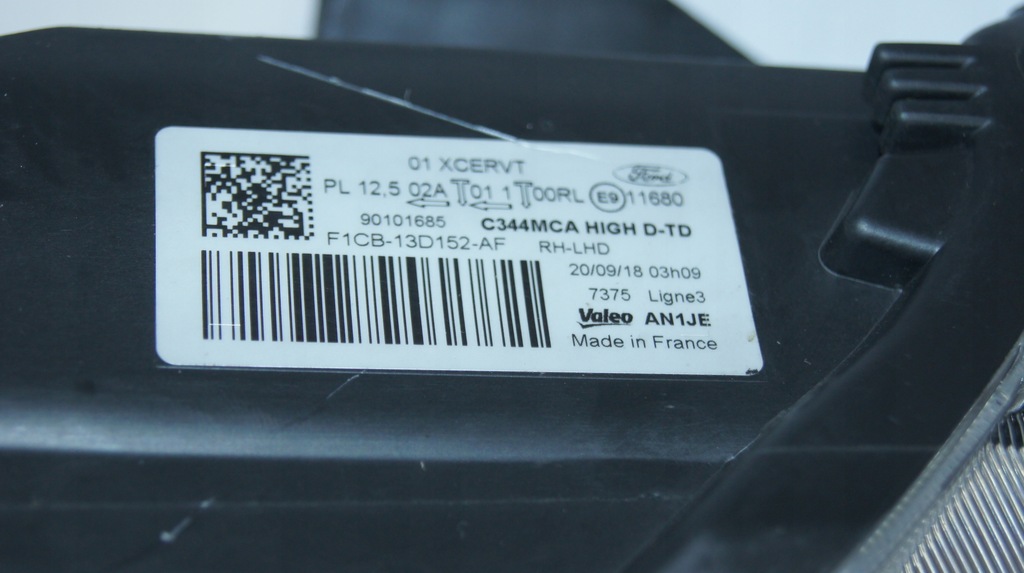 01 XCERVT
Ford
PL 12,5 02A 01 1 00RL E9 11680
90101685 C344MCA HIGH D-TD
F1CB-13D152-AF RH-LHD
20/09/18 03h09
7375 Ligne3
Valeo AN1JE
Made in France